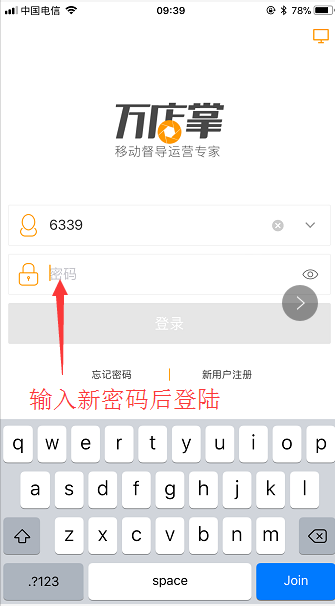 中国电信
09:39
78%
万店掌
移动督导运营专家
6339
密码
登录
忘记密码
新用户注册
输入新密码后登陆
q w e r t y u i o p
a s d f g h j k l
z x c v b n m
.?123
space
Join